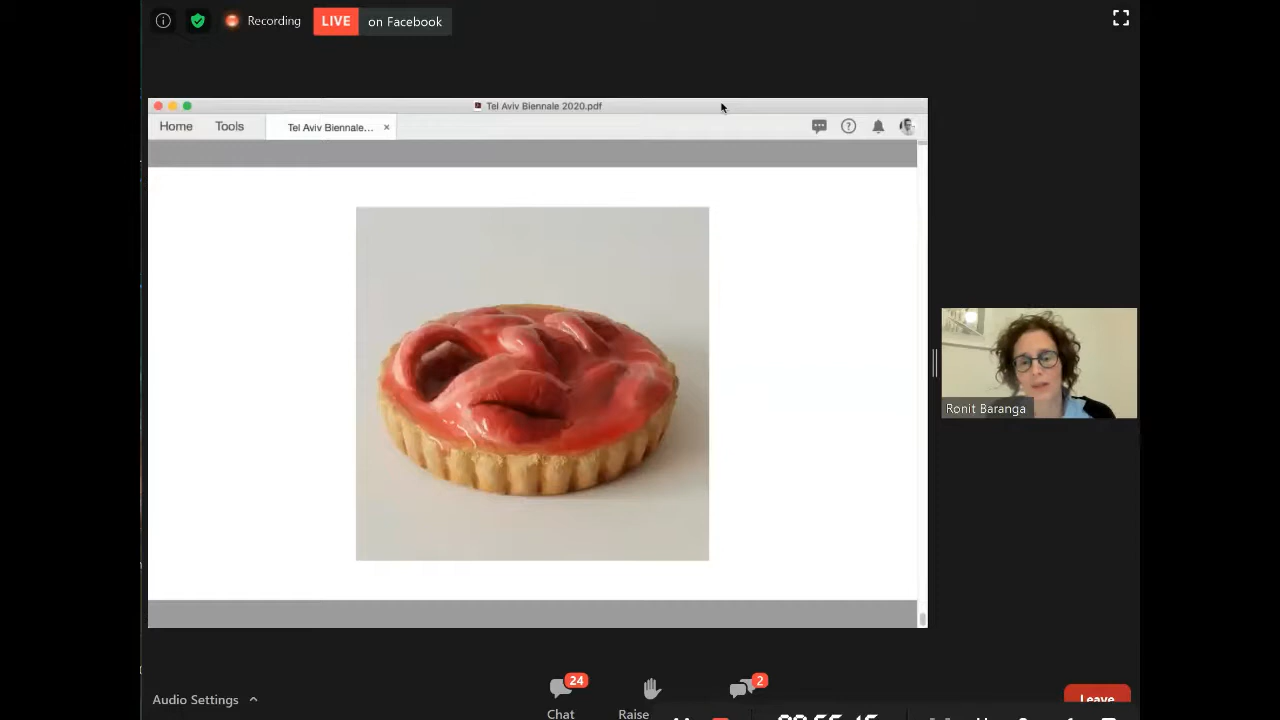 Recording
LIVE on Facebook
Tel Aviv Biennale 2020.pdf
Home Tools Tel Aviv Biennale... ×
Ronit Baranga
Audio Settings
24
Chat
Raise
2
Leave